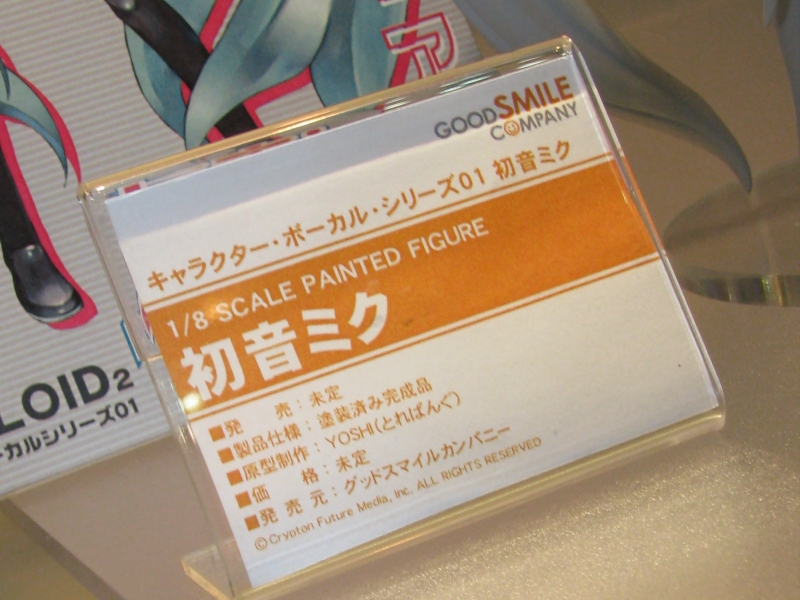 GOODSMILE
COMPANY
キャラクター・ボーカル・シリーズ01 初音ミク
1/8 SCALE PAINTED FIGURE
初音ミク
■発　売：未定
■製品仕様：塗装済み完成品
■原型制作：YOSHI(とれぱんぐ)
■価　格：未定
■発売元：グッドスマイルカンパニー
©Crypton Future Media, Inc. ALL RIGHTS RESERVED
LOID2
ーカルシリーズ01